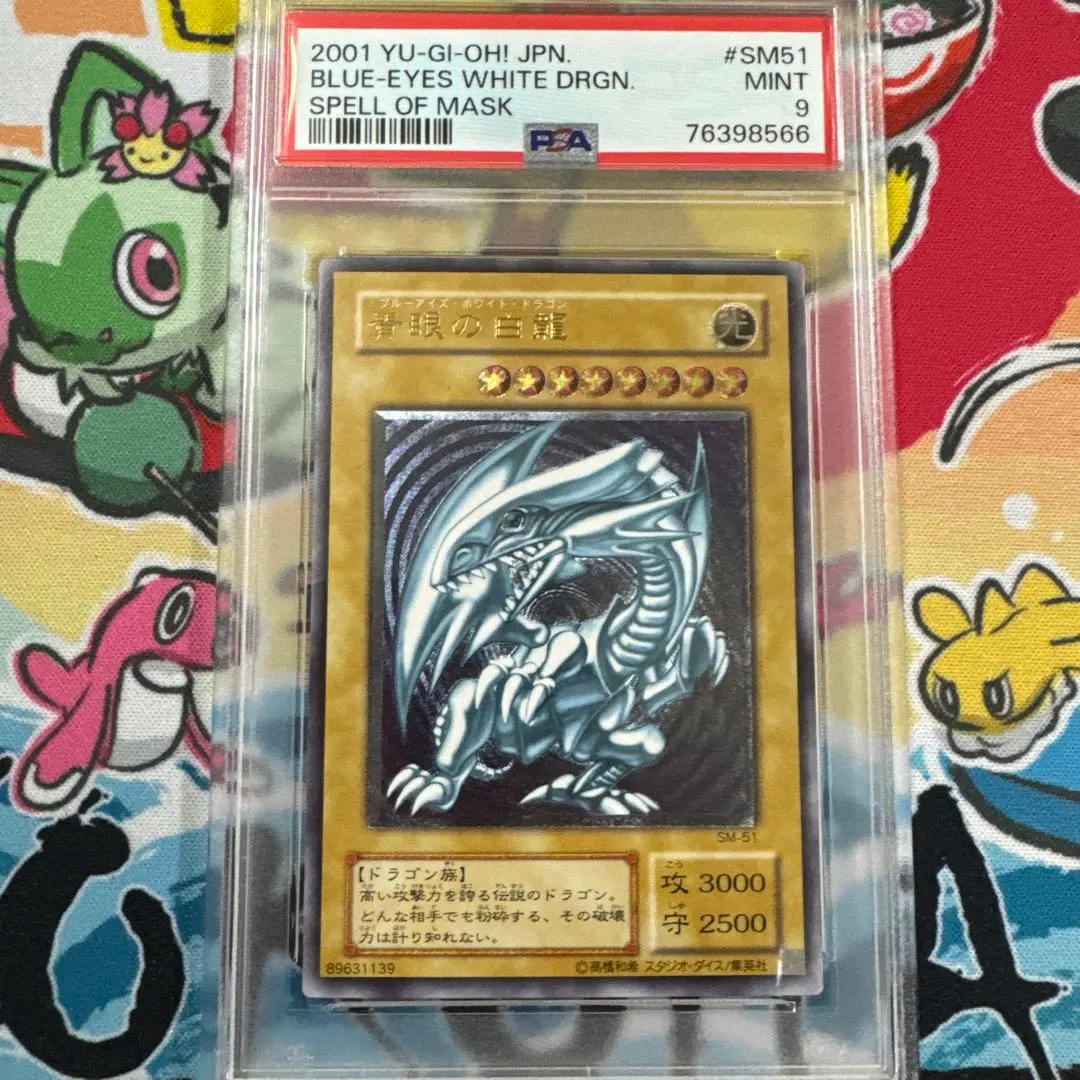 2001 YU-GI-OH! JPN. #SM51
BLUE-EYES WHITE DRGN. MINT
SPELL OF MASK 9
PSA 76398566
ブルーアイズ・ホワイト・ドラゴン
青眼の白龍 光
SM-51
【ドラゴン族】
高い攻撃力を誇る伝説のドラゴン。
どんな相手でも粉砕する、その破壊
力は計り知れない。
攻 3000
守 2500
89631139 ©高橋和希 スタジオ・ダイス/集英社